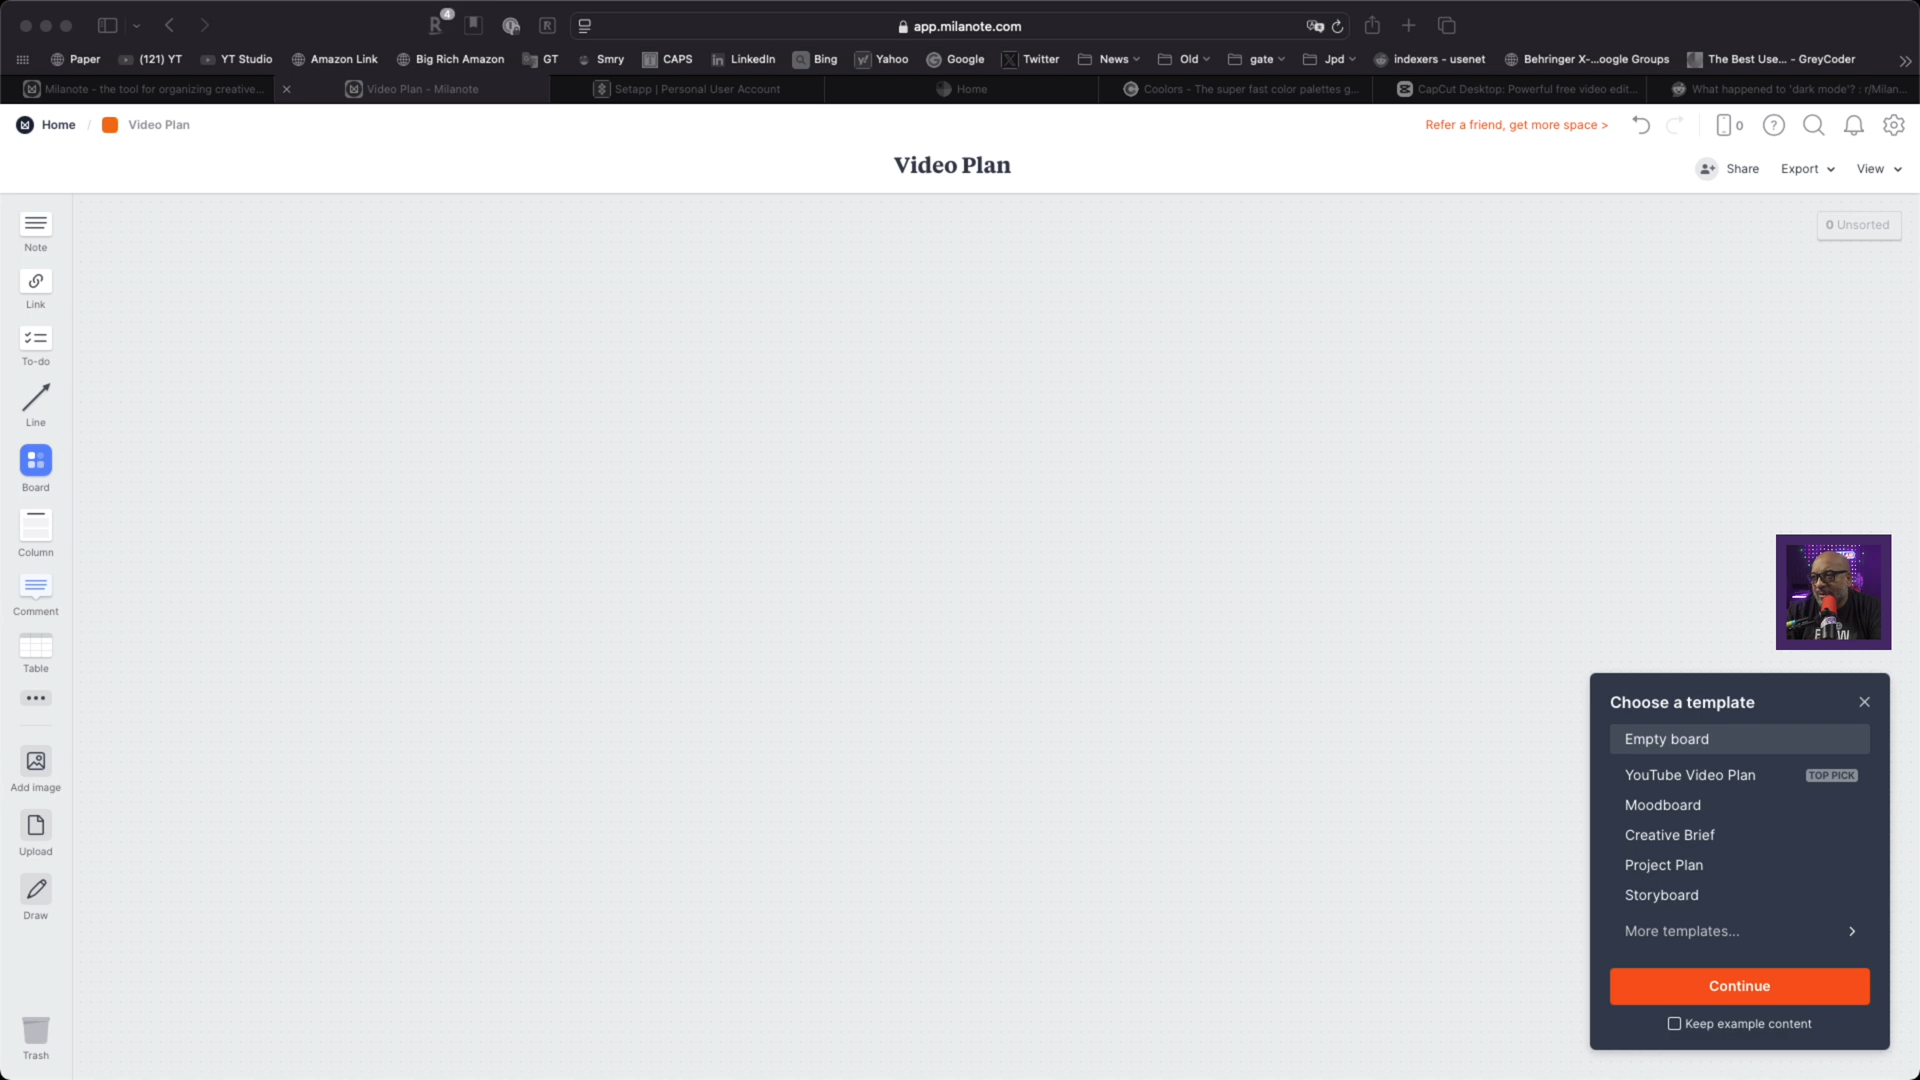 4
app.milanote.com
Paper
(121) YT
YT Studio
Amazon Link
Big Rich Amazon
GT
Smry
CAPS
LinkedIn
Bing
Yahoo
Google
Twitter
News
Old
gate
Jpd
indexers - usenet
Behringer X-...oogle Groups
The Best Use... - GreyCoder
Milanote - the tool for organizing creative...
Video Plan - Milanote
Setapp | Personal User Account
Home
Coolors - The super fast color palettes g...
CapCut Desktop: Powerful free video edit...
What happened to 'dark mode'? : r/Milan...
Home / Video Plan
Refer a friend, get more space >
0
Video Plan
Share
Export
View
0 Unsorted
Note
Link
To-do
Line
Board
Column
Comment
Table
Add image
Upload
Draw
Trash
Choose a template
Empty board
YouTube Video Plan
TOP PICK
Moodboard
Creative Brief
Project Plan
Storyboard
More templates...
Continue
Keep example content